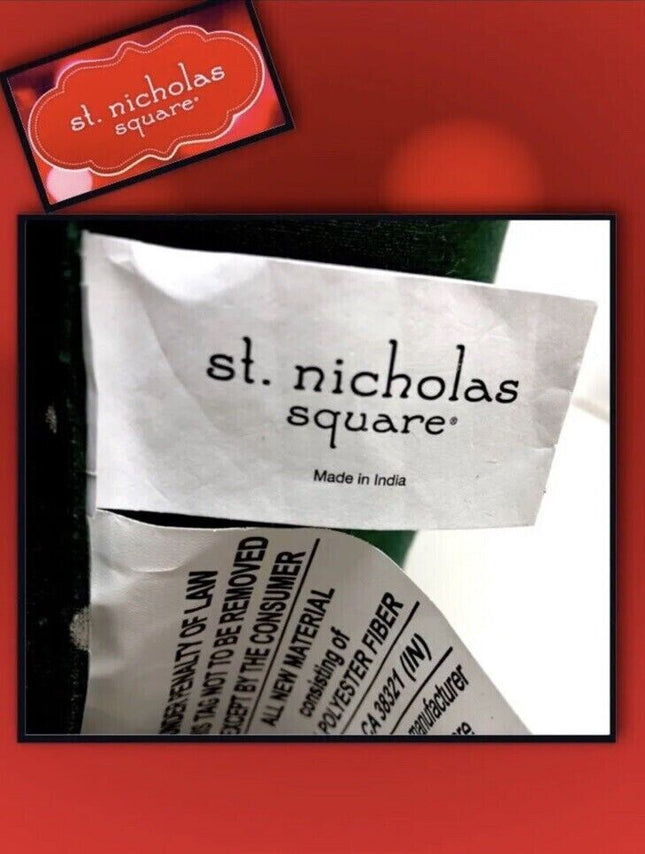 st. nicholas
square®
st. nicholas
square®
Made in India
UNDER PENALTY OF LAW
TAG NOT TO BE REMOVED
EXCEPT BY THE CONSUMER
ALL NEW MATERIAL
consisting of
POLYESTER FIBER
CA 38321 (IN)
manufacturer